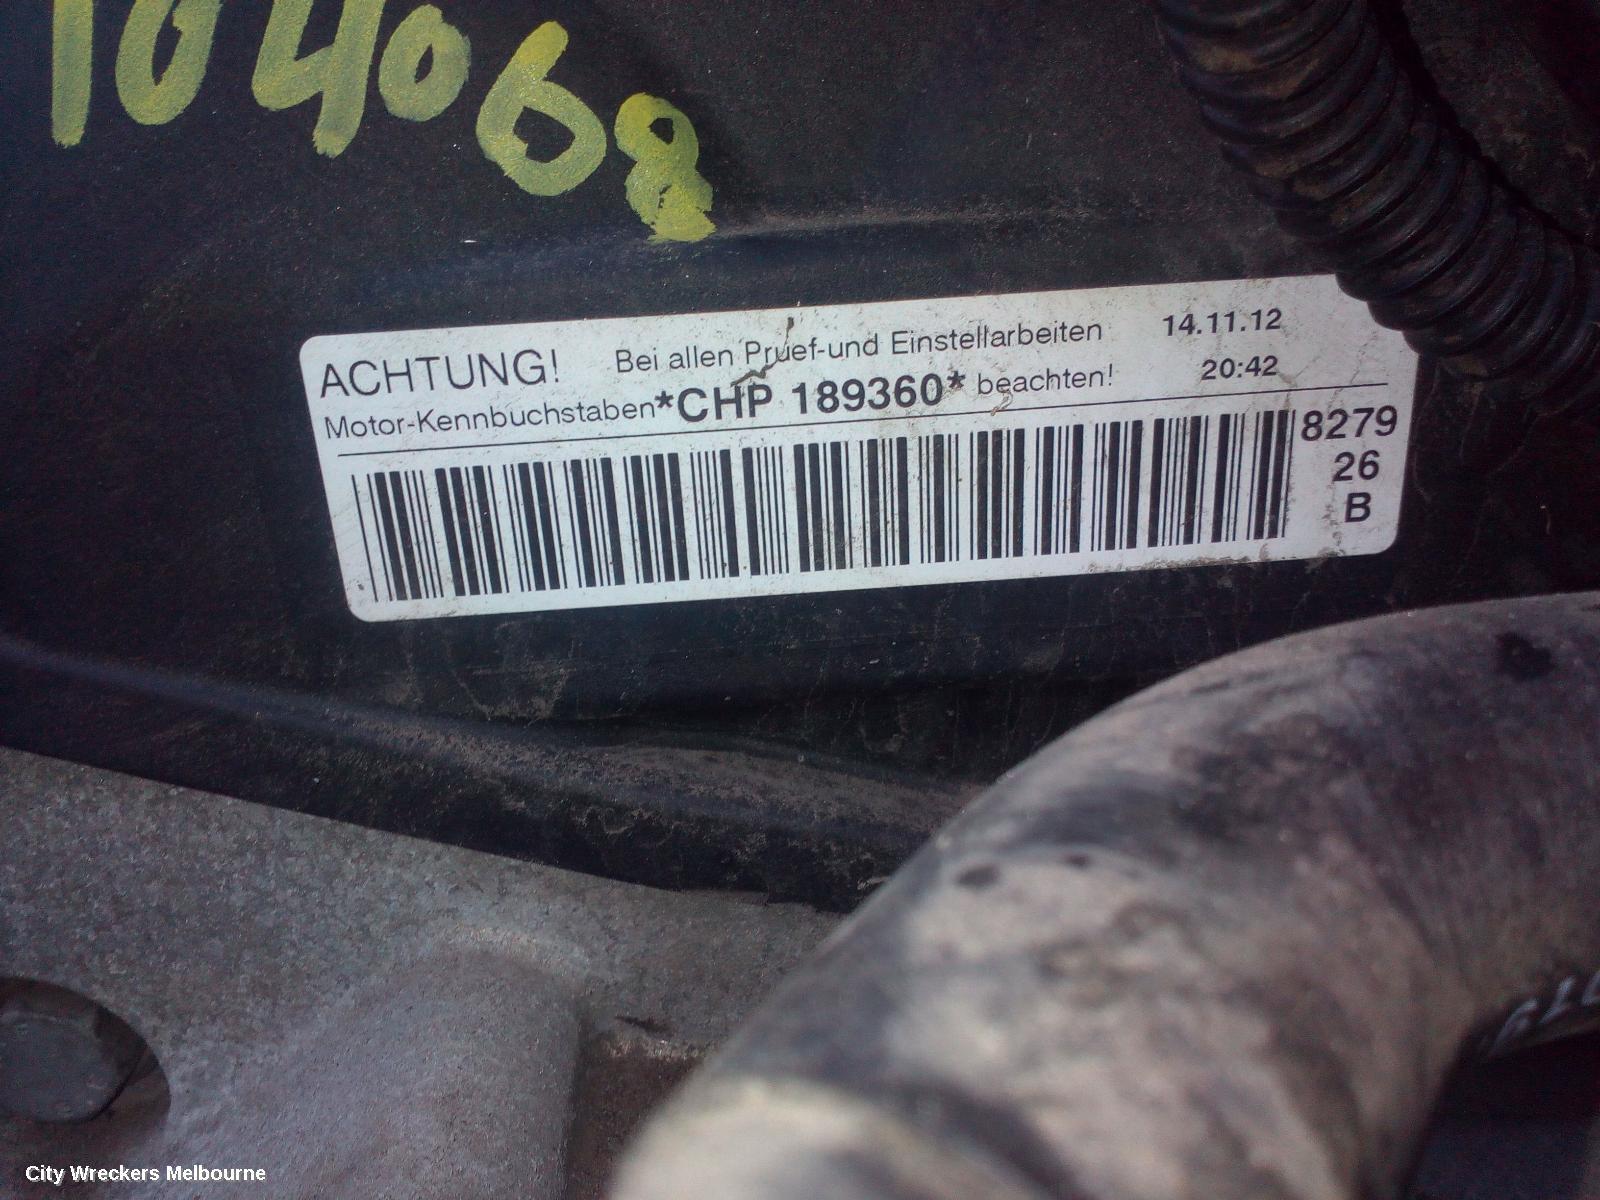 104068
ACHTUNG! Bei allen Pruef-und Einstellarbeiten 14.11.12
Motor-Kennbuchstaben *CHP 189360* beachten! 20:42
8279
26
B
City Wreckers Melbourne